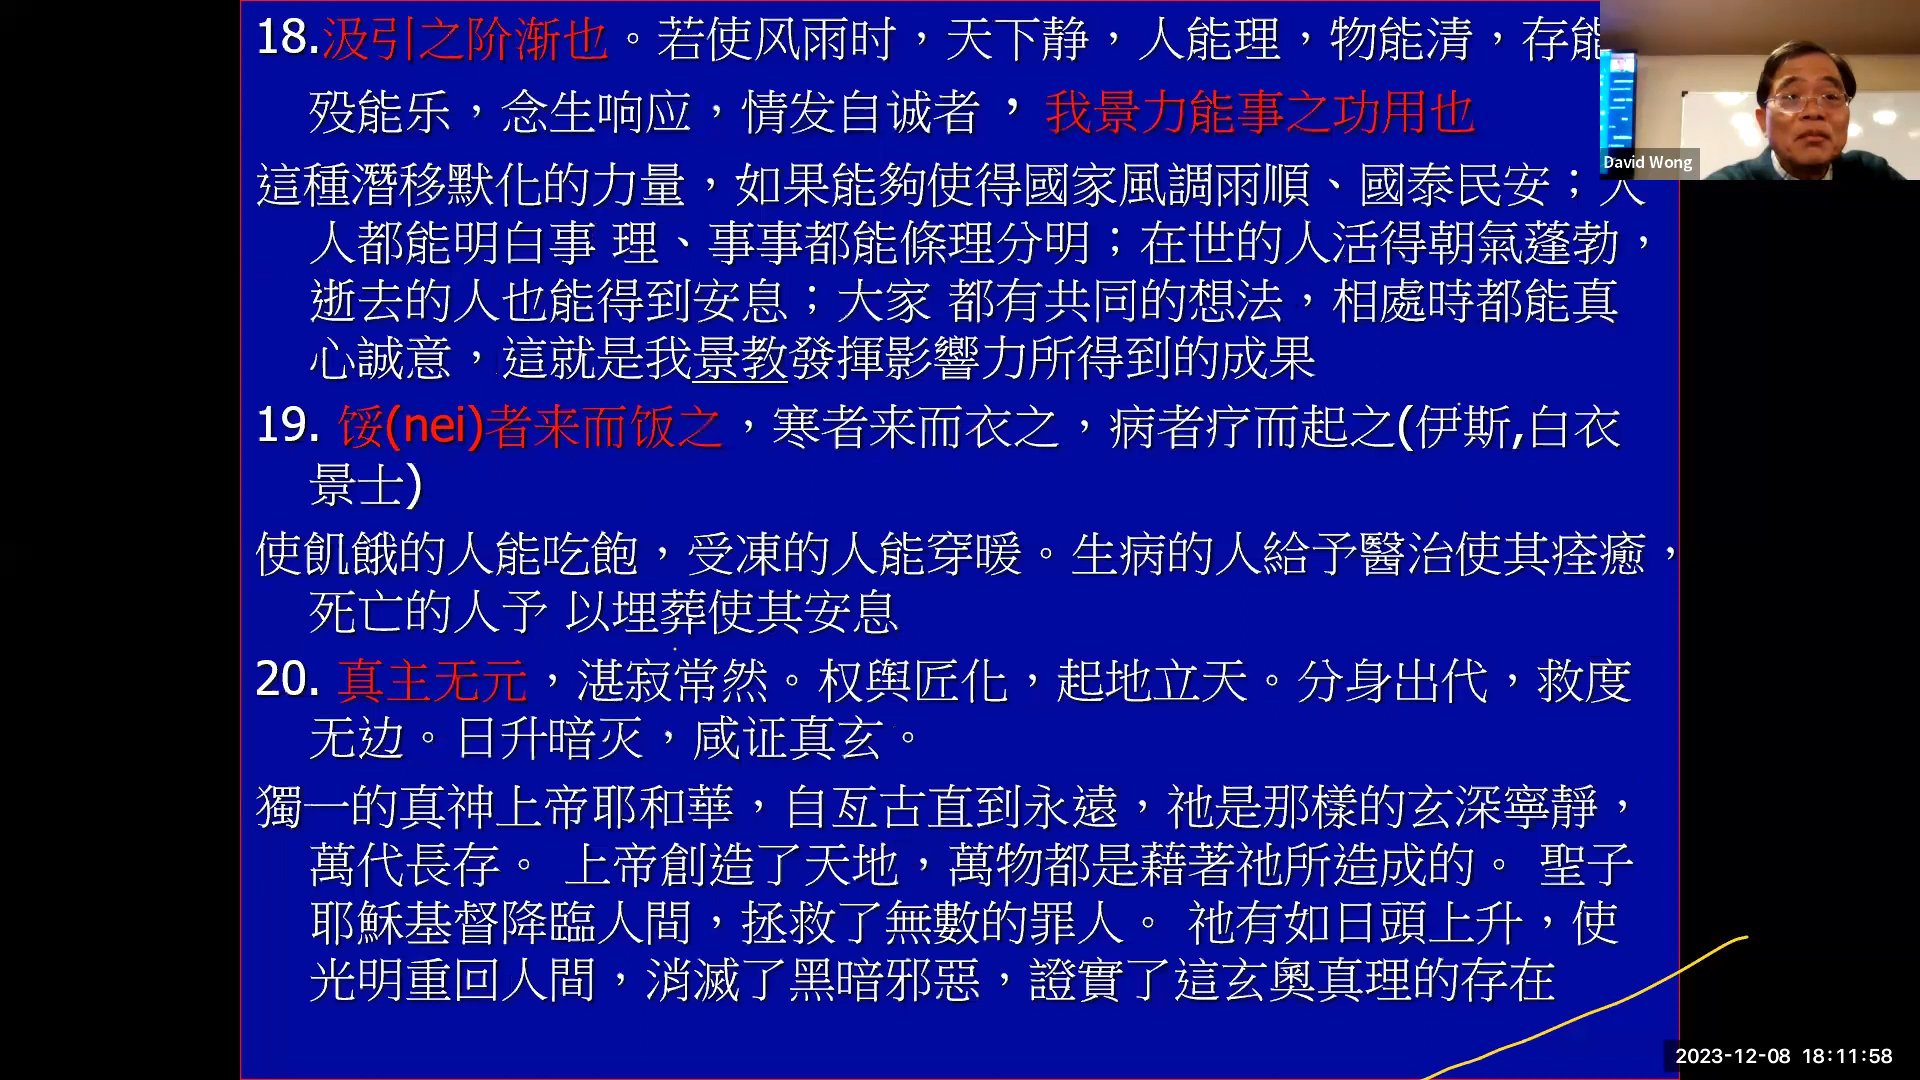 18.汲引之阶渐也。若使风雨时，天下静，人能理，物能清，存能
殁能乐，念生响应，情发自诚者，我景力能事之功用也
這種潛移默化的力量，如果能夠使得國家風調雨順、國泰民安；人
人都能明白事 理、事事都能條理分明；在世的人活得朝氣蓬勃，
逝去的人也能得到安息；大家 都有共同的想法，相處時都能真
心誠意，這就是我景教發揮影響力所得到的成果
19. 馁(nei)者来而饭之，寒者来而衣之，病者疗而起之(伊斯,白衣
景士)
使飢餓的人能吃飽，受凍的人能穿暖。生病的人給予醫治使其痊癒，
死亡的人予 以埋葬使其安息
20. 真主无元，湛寂常然。权舆匠化，起地立天。分身出代，救度
无边。日升暗灭，咸证真玄。
獨一的真神上帝耶和華，自亙古直到永遠，祂是那樣的玄深寧靜，
萬代長存。 上帝創造了天地，萬物都是藉著祂所造成的。 聖子
耶穌基督降臨人間，拯救了無數的罪人。 祂有如日頭上升，使
光明重回人間，消滅了黑暗邪惡，證實了這玄奧真理的存在
David Wong
2023-12-08 18:11:58